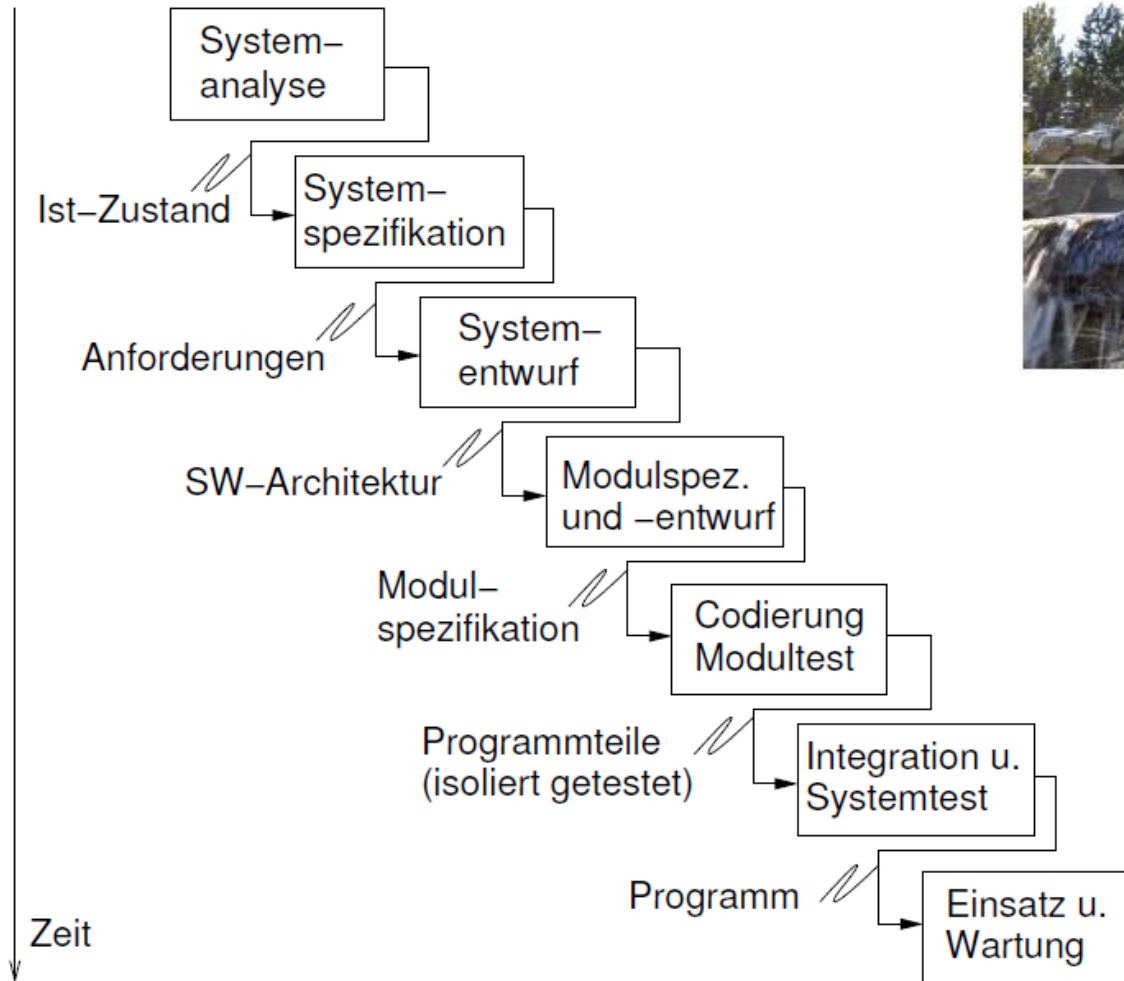 System–
analyse
Ist–Zustand
System–
spezifikation
Anforderungen
System–
entwurf
SW–Architektur
Modulspez.
und –entwurf
Modul–
spezifikation
Codierung
Modultest
Programmteile
(isoliert getestet)
Integration u.
Systemtest
Programm
Einsatz u.
Wartung
Zeit